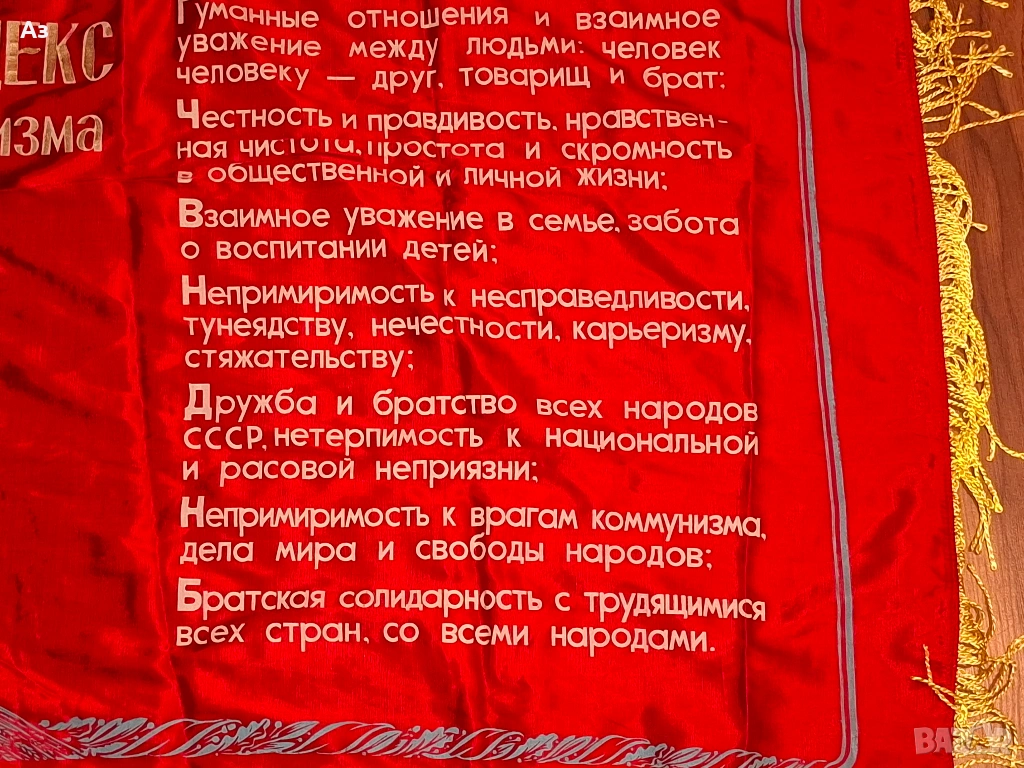 Аз
Гуманные отношения и взаимное
уважение между людьми: человек
человеку — друг, товарищ и брат;
Честность и правдивость, нравствен-
ная чистота, простота и скромность
в общественной и личной жизни;
Взаимное уважение в семье, забота
о воспитании детей;
Непримиримость к несправедливости,
тунеядству, нечестности, карьеризму,
стяжательству;
Дружба и братство всех народов
СССР, нетерпимость к национальной
и расовой неприязни;
Непримиримость к врагам коммунизма,
дела мира и свободы народов;
Братская солидарность с трудящимися
всех стран, со всеми народами.